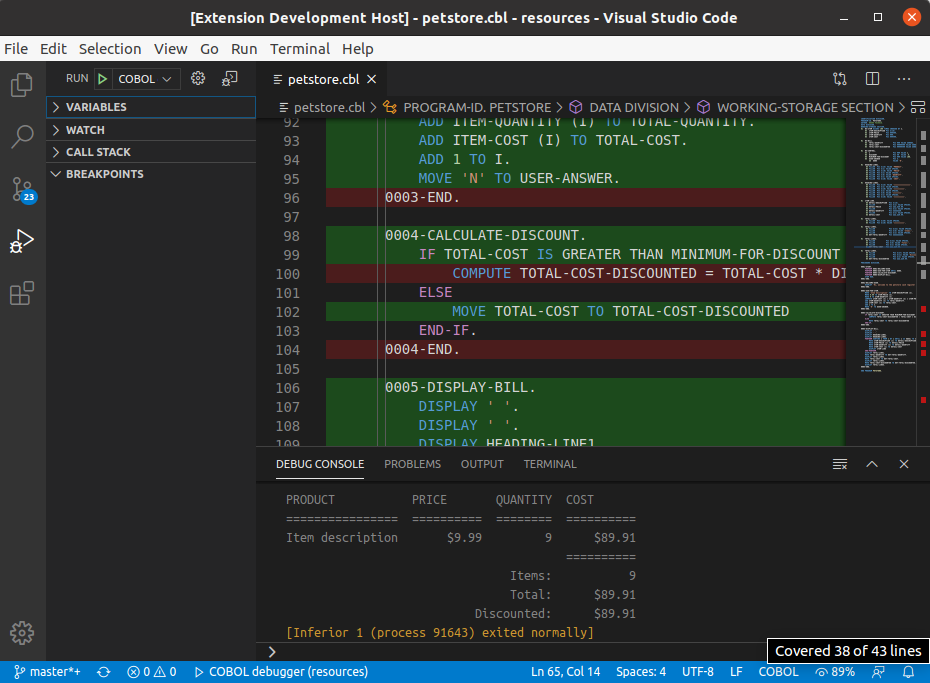 [Extension Development Host] - petstore.cbl - resources - Visual Studio Code
File Edit Selection View Go Run Terminal Help
RUN COBOL
petstore.cbl
petstore.cbl > PROGRAM-ID. PETSTORE > DATA DIVISION > WORKING-STORAGE SECTION >
VARIABLES
WATCH
CALL STACK
BREAKPOINTS
23
92 ADD ITEM-QUANTITY (I) TO TOTAL-QUANTITY.
93 ADD ITEM-COST (I) TO TOTAL-COST.
94 ADD 1 TO I.
95 MOVE 'N' TO USER-ANSWER.
96 0003-END.
97
98 0004-CALCULATE-DISCOUNT.
99 IF TOTAL-COST IS GREATER THAN MINIMUM-FOR-DISCOUNT
100 COMPUTE TOTAL-COST-DISCOUNTED = TOTAL-COST * DI
101 ELSE
102 MOVE TOTAL-COST TO TOTAL-COST-DISCOUNTED
103 END-IF.
104 0004-END.
105
106 0005-DISPLAY-BILL.
107 DISPLAY ' '.
108 DISPLAY ' '.
109 DISPLAY HEADING-LINE1
DEBUG CONSOLE PROBLEMS OUTPUT TERMINAL
PRODUCT PRICE QUANTITY COST
================ ========== ======== ==========
Item description $9.99 9 $89.91
==========
Items: 9
Total: $89.91
Discounted: $89.91
[Inferior 1 (process 91643) exited normally]
>
Covered 38 of 43 lines
master*+ 0 0 COBOL debugger (resources) Ln 65, Col 14 Spaces: 4 UTF-8 LF COBOL 89%